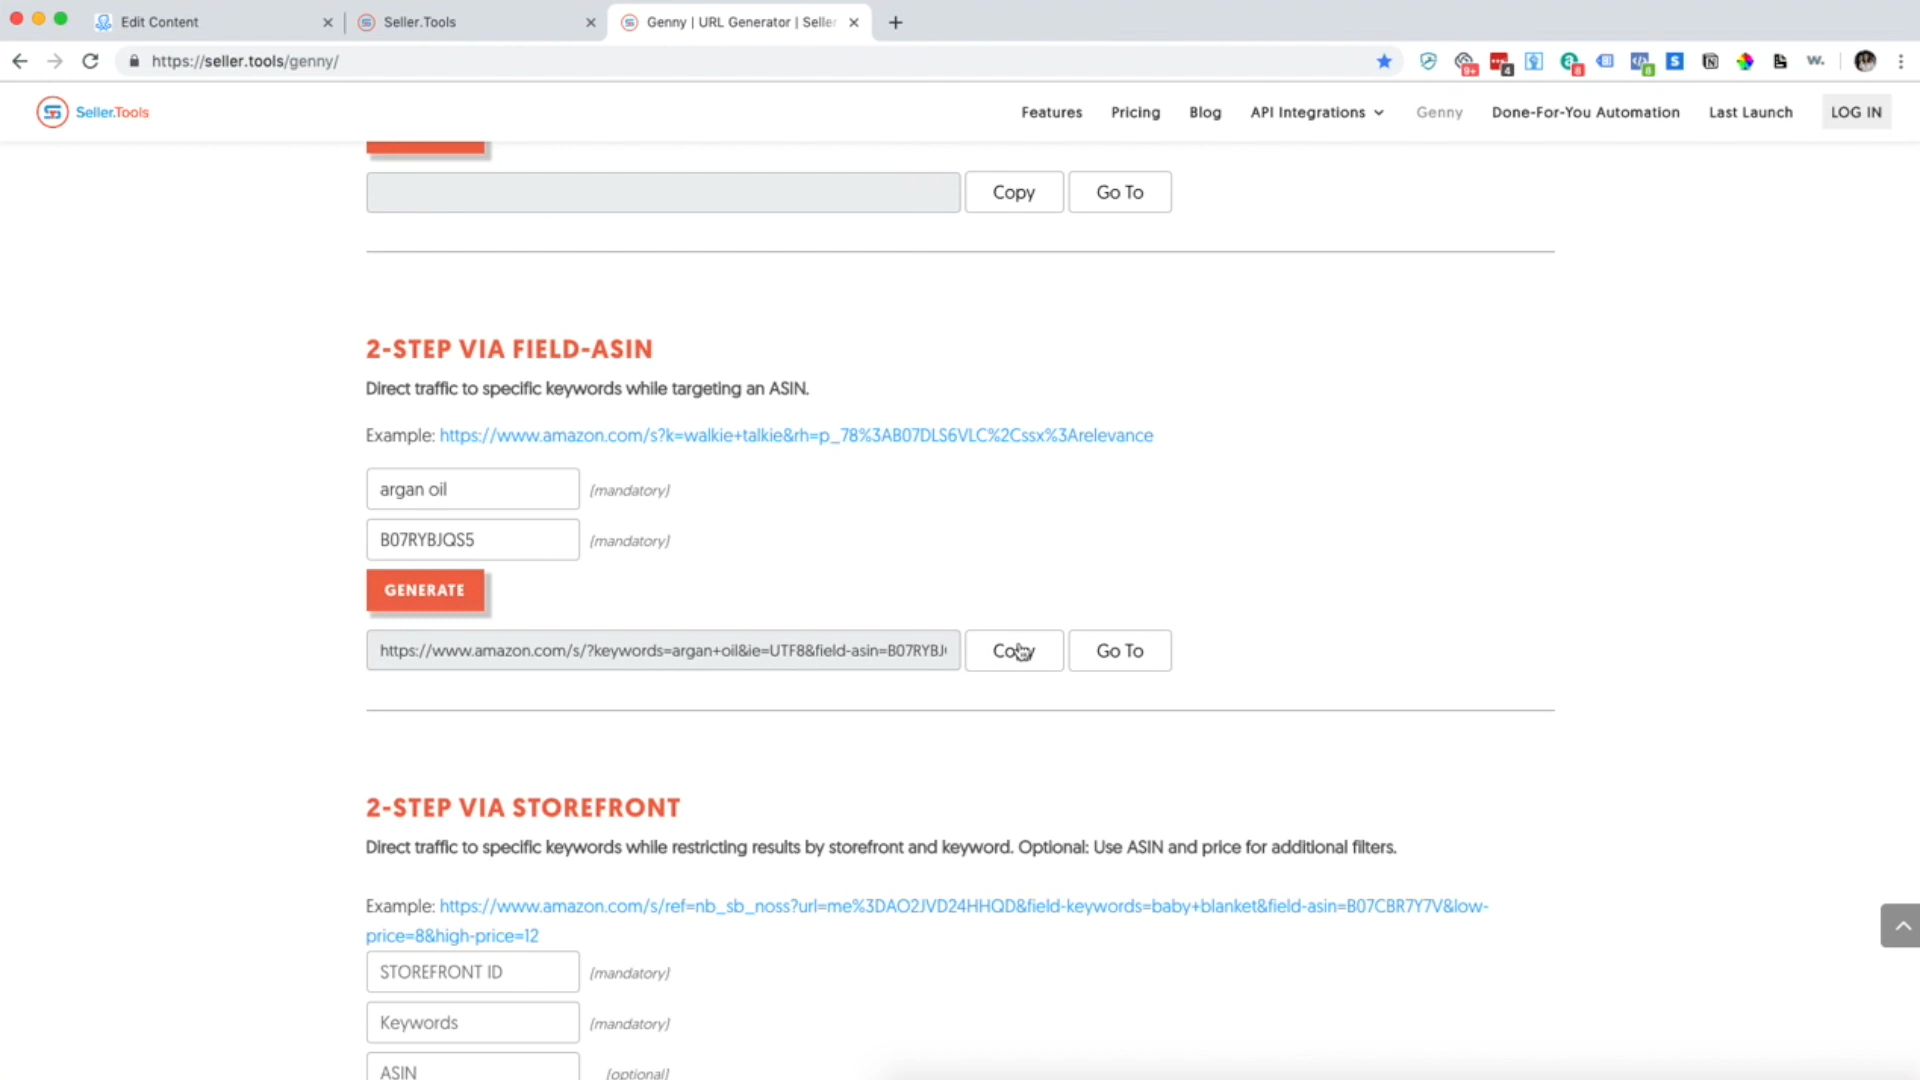 Edit Content
Seller.Tools
Genny | URL Generator | Seller
https://seller.tools/genny/
9+
4
8
8
S
W.
Seller.Tools
Features
Pricing
Blog
API Integrations
Genny
Done-For-You Automation
Last Launch
LOG IN
Copy
Go To
2-STEP VIA FIELD-ASIN
Direct traffic to specific keywords while targeting an ASIN.
Example: https://www.amazon.com/s?k=walkie+talkie&rh=p_78%3AB07DLS6VLC%2Cssx%3Arelevance
argan oil
[mandatory]
B07RYBJQS5
[mandatory]
GENERATE
https://www.amazon.com/s/?keywords=argan+oil&ie=UTF8&field-asin=B07RYBJ
Copy
Go To
2-STEP VIA STOREFRONT
Direct traffic to specific keywords while restricting results by storefront and keyword. Optional: Use ASIN and price for additional filters.
Example: https://www.amazon.com/s/ref=nb_sb_noss?url=me%3DAO2JVD24HHQD&field-keywords=baby+blanket&field-asin=B07CBR7Y7V&low-
price=8&high-price=12
STOREFRONT ID
[mandatory]
Keywords
[mandatory]
ASIN
[optional]